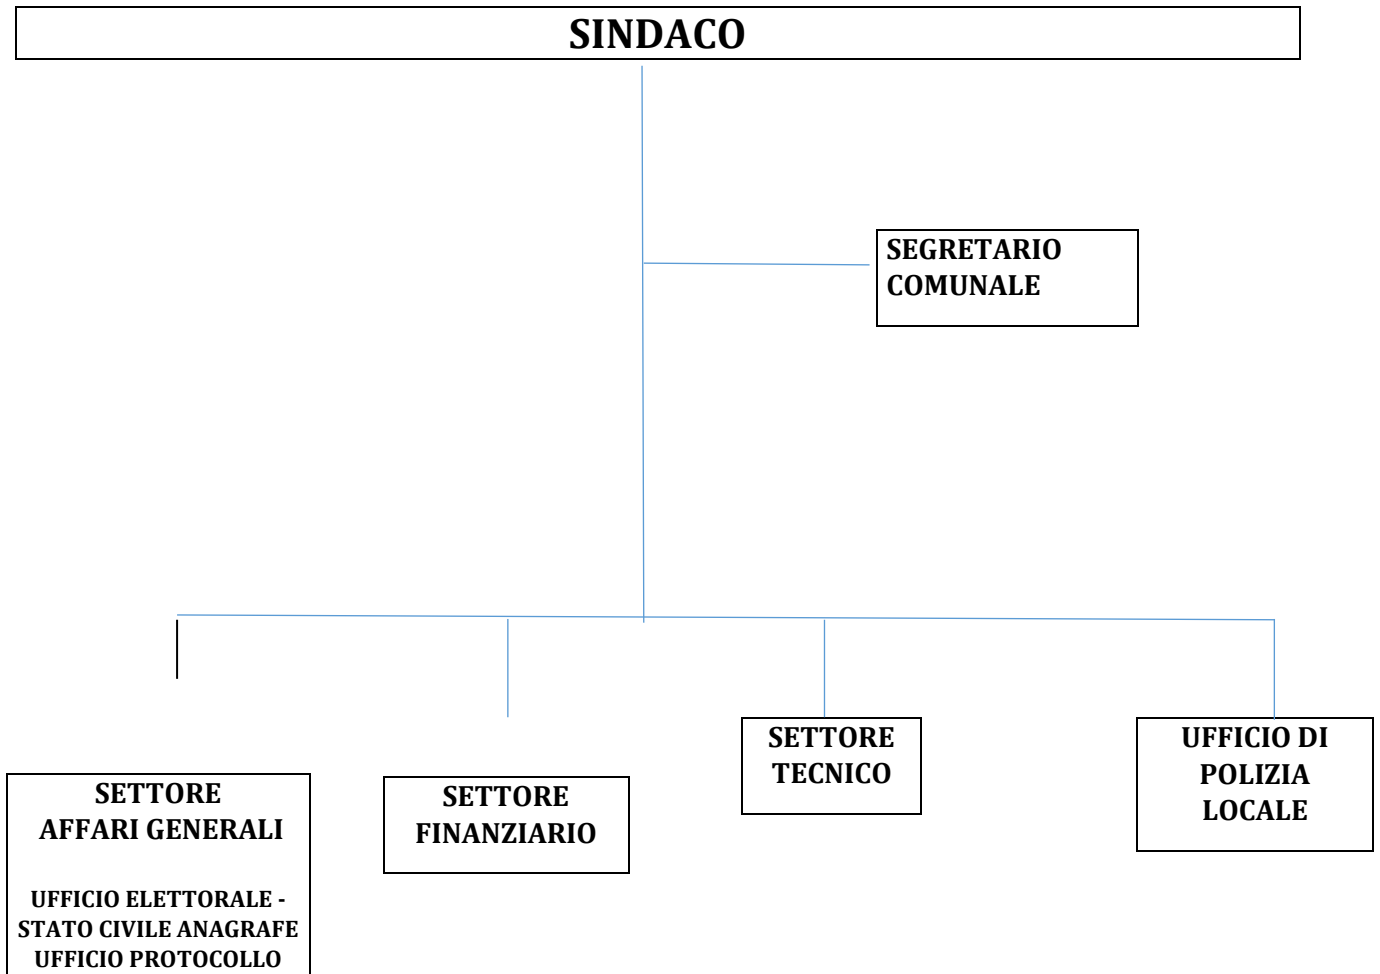 SINDACO
SEGRETARIO
COMUNALE
SETTORE
AFFARI GENERALI
UFFICIO ELETTORALE -
STATO CIVILE ANAGRAFE
UFFICIO PROTOCOLLO
SETTORE
FINANZIARIO
SETTORE
TECNICO
UFFICIO DI
POLIZIA
LOCALE